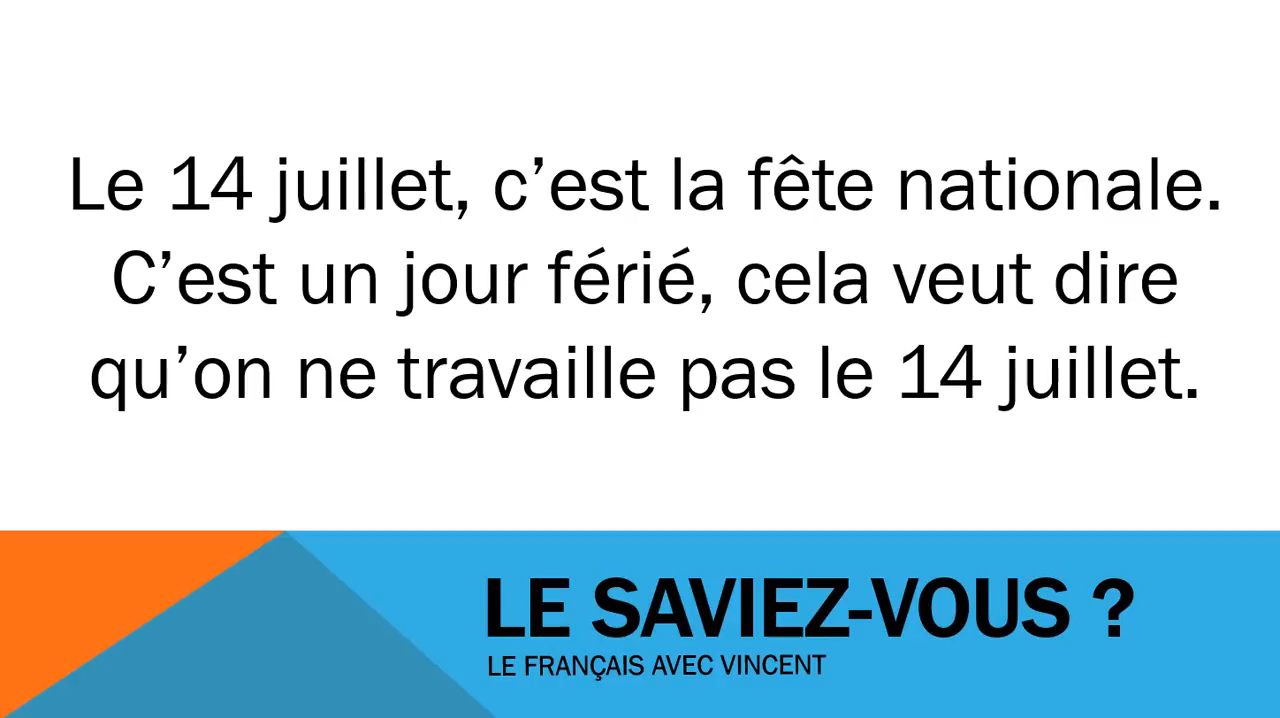 Le 14 juillet, c’est la fête nationale.
C’est un jour férié, cela veut dire
qu’on ne travaille pas le 14 juillet.
LE SAVIEZ-VOUS ?
LE FRANÇAIS AVEC VINCENT